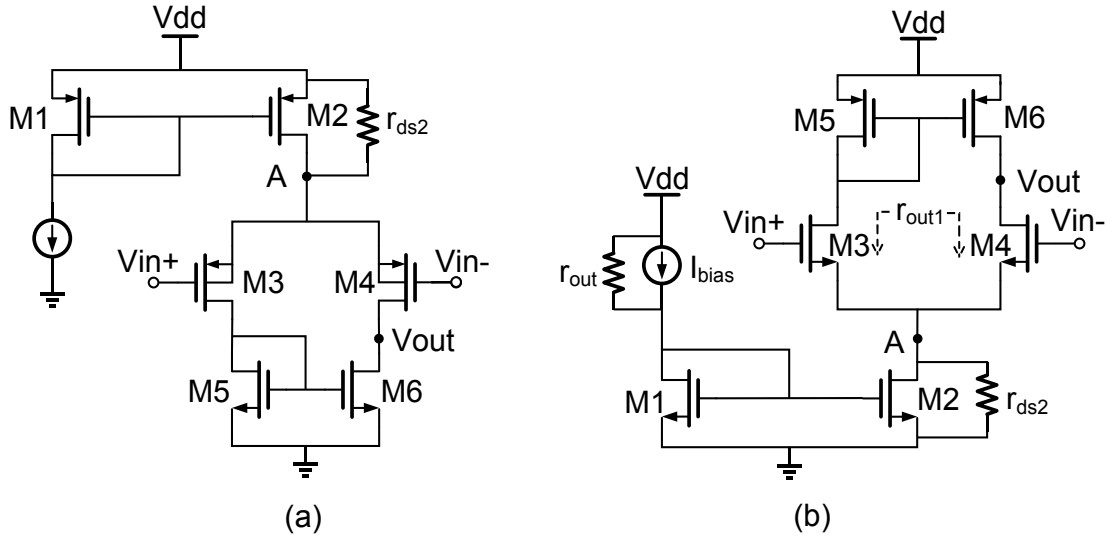 Vdd
M1
M2
rds2
A
Vin+
M3
M4
Vin-
Vout
M5
M6
(a)
Vdd
M5
M6
Vout
Vdd
Vin+
M3
rout1
M4
Vin-
rout
Ibias
A
M1
M2
rds2
(b)